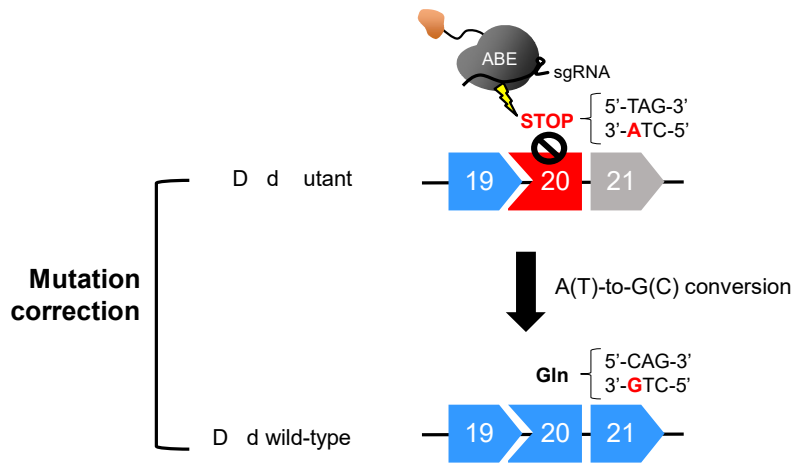 ABE
sgRNA
STOP
5’-TAG-3’
3’-ATC-5’
D d utant
19 20 21
Mutation
correction
A(T)-to-G(C) conversion
Gln
5’-CAG-3’
3’-GTC-5’
D d wild-type
19 20 21